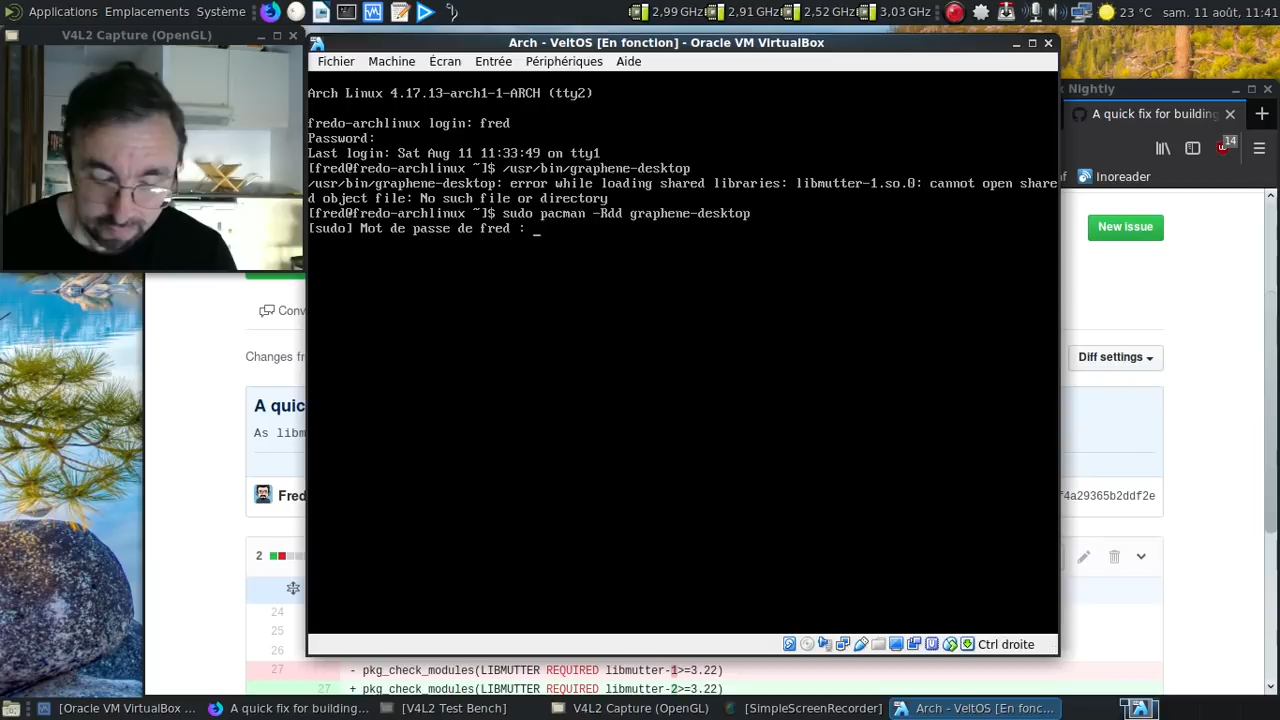 Applications Emplacements Système
2,99 GHz 2,91 GHz 2,52 GHz 3,03 GHz 23 °C sam. 11 août, 11:41
V4L2 Capture (OpenGL)
Arch - VeltOS [En fonction] - Oracle VM VirtualBox
Fichier Machine Écran Entrée Périphériques Aide
Nightly
A quick fix for building
14
Inoreader
Arch Linux 4.17.13-arch1-1-ARCH (tty2)
fredo-archlinux login: fred
Password:
Last login: Sat Aug 11 11:33:49 on tty1
[fred@fredo-archlinux ~]$ /usr/bin/graphene-desktop
/usr/bin/graphene-desktop: error while loading shared libraries: libmutter-1.so.0: cannot open share
d object file: No such file or directory
[fred@fredo-archlinux ~]$ sudo pacman -Rdd graphene-desktop
[sudo] Mot de passe de fred : _
New issue
Conv
Changes fr
Diff settings
A quic
As libm
Fred
f4a29365b2ddf2e
2
24
25
26
Ctrl droite
27 - pkg_check_modules(LIBMUTTER REQUIRED libmutter-1>=3.22)
27 + pkg_check_modules(LIBMUTTER REQUIRED libmutter-2>=3.22)
[Oracle VM VirtualBox ... A quick fix for building... [V4L2 Test Bench] V4L2 Capture (OpenGL) [SimpleScreenRecorder] Arch - VeltOS [En fonc...